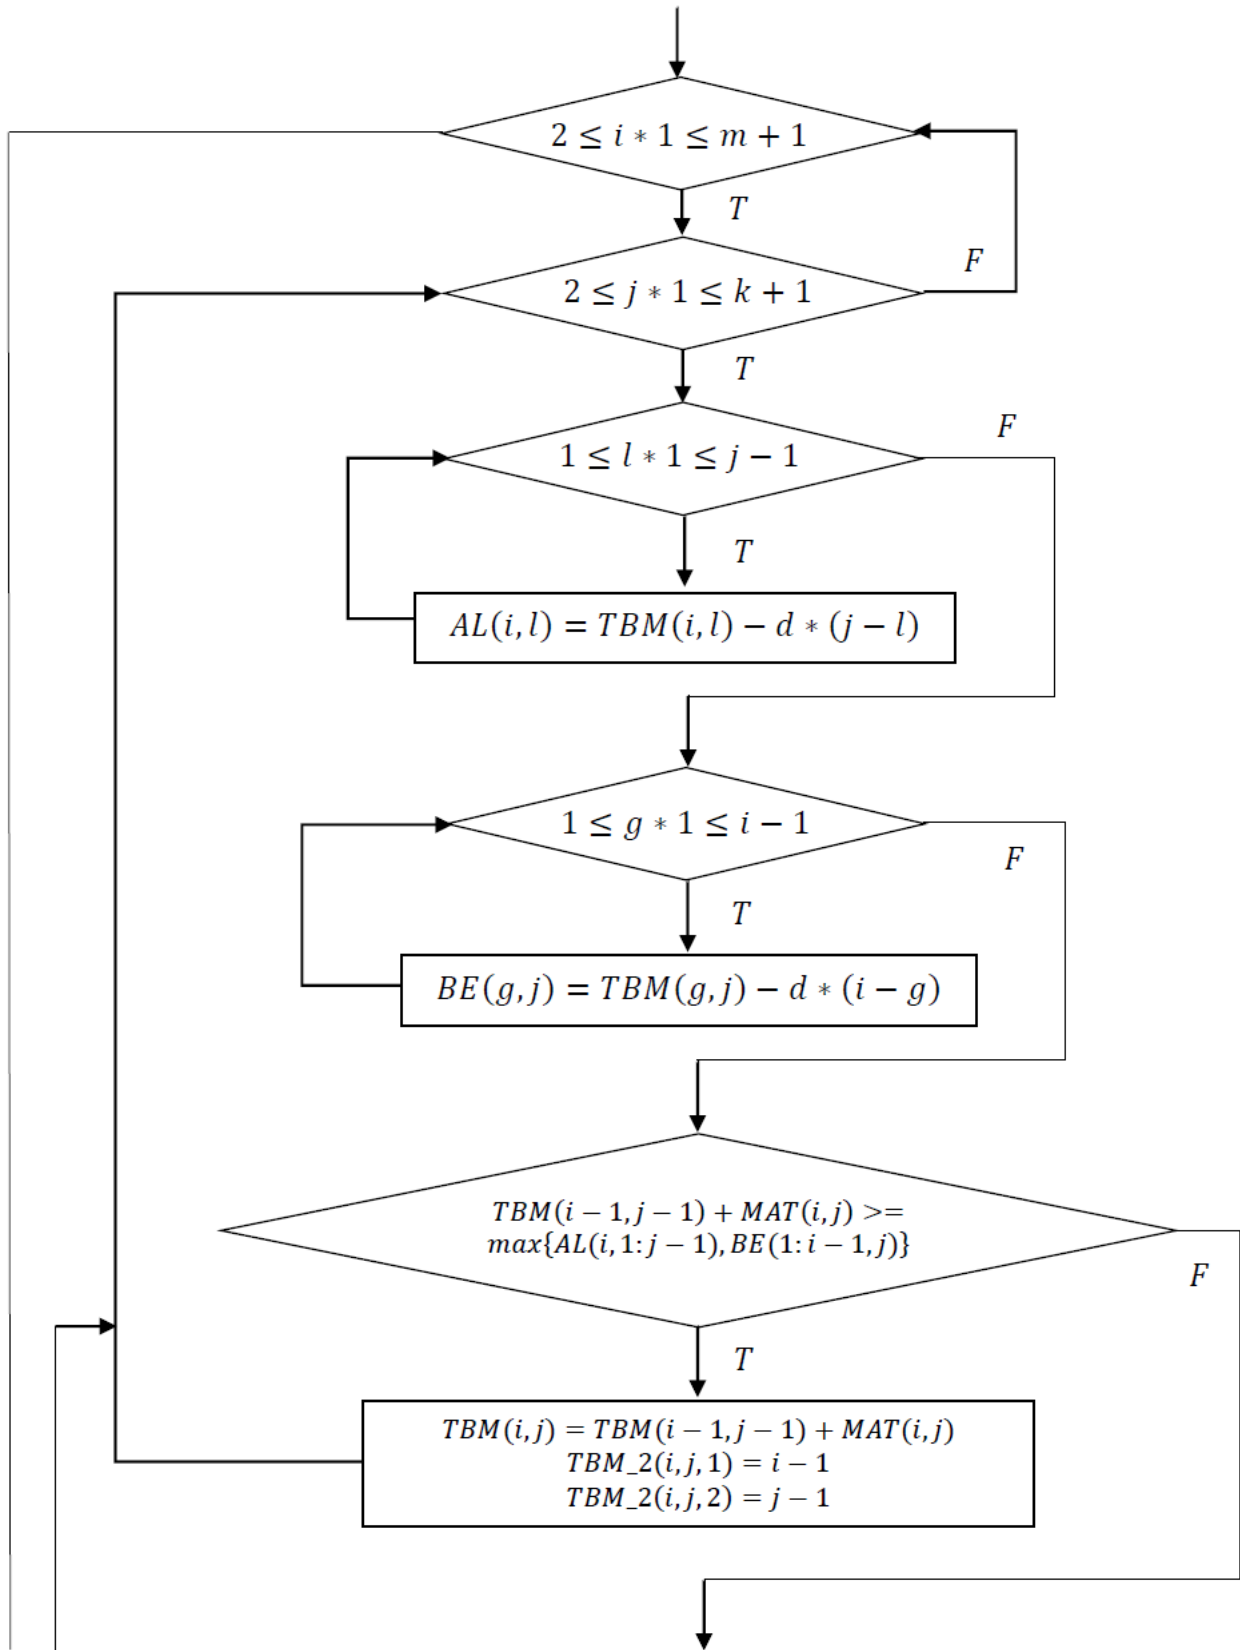 2 ≤ i ∗ 1 ≤ m + 1
T
2 ≤ j ∗ 1 ≤ k + 1
F
T
1 ≤ l ∗ 1 ≤ j − 1
F
T
AL(i, l) = TBM(i, l) − d ∗ (j − l)
1 ≤ g ∗ 1 ≤ i − 1
F
T
BE(g, j) = TBM(g, j) − d ∗ (i − g)
TBM(i − 1, j − 1) + MAT(i, j) >=
max{AL(i, 1: j − 1), BE(1: i − 1, j)}
F
T
TBM(i, j) = TBM(i − 1, j − 1) + MAT(i, j)
TBM_2(i, j, 1) = i − 1
TBM_2(i, j, 2) = j − 1